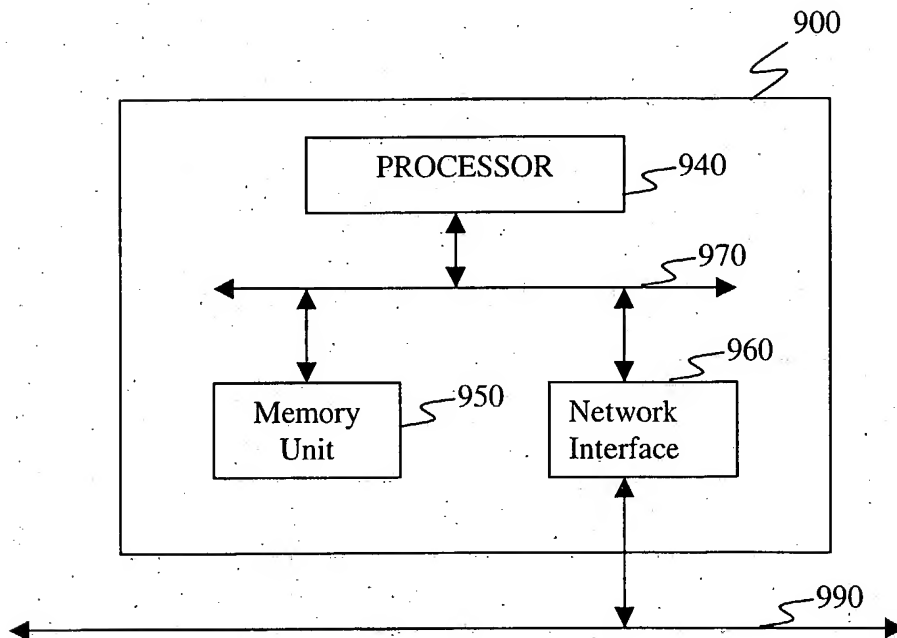 900
PROCESSOR
940
970
960
950
Memory
Unit
Network
Interface
990